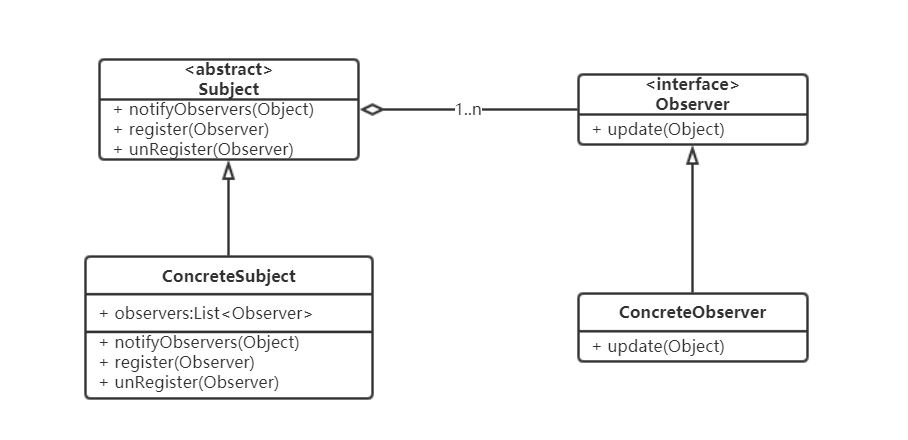 <abstract>
Subject
+ notifyObservers(Object)
+ register(Observer)
+ unRegister(Observer)
1..n
<interface>
Observer
+ update(Object)
ConcreteSubject
+ observers:List<Observer>
+ notifyObservers(Object)
+ register(Observer)
+ unRegister(Observer)
ConcreteObserver
+ update(Object)